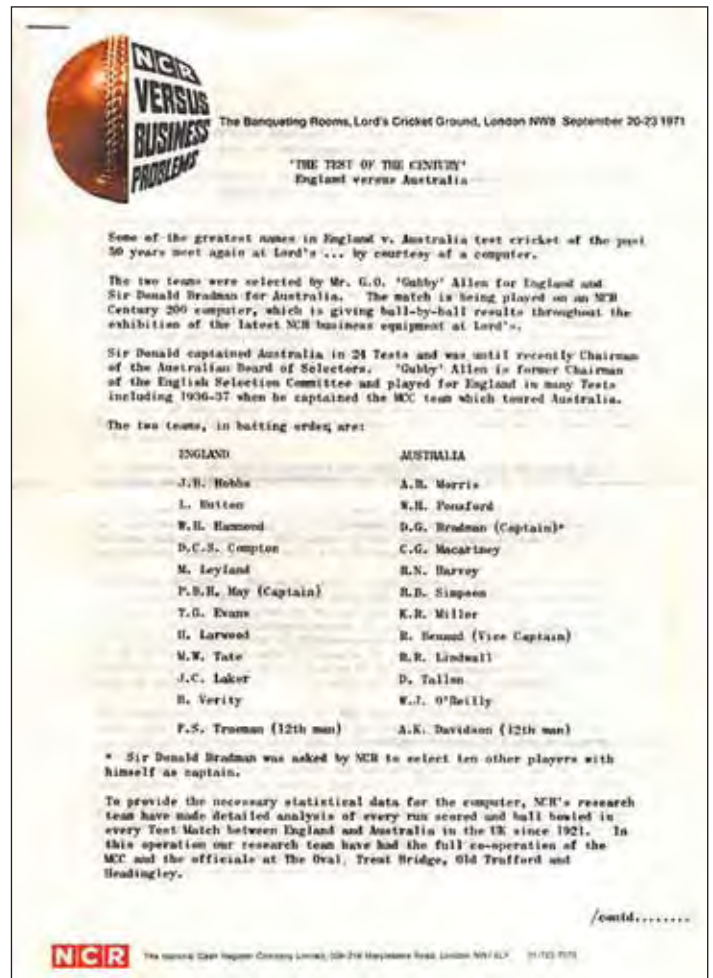 NCR
VERSUS
BUSINESS
PROBLEMS
The Banqueting Rooms, Lord's Cricket Ground, London NW8 September 20-23 1971
'THE TEST OF THE CENTURY'
England versus Australia
Some of the greatest names in England v. Australia test cricket of the past
50 years meet again at Lord's ... by courtesy of a computer.
The two teams were selected by Mr. G.O. 'Gubby' Allen for England and
Sir Donald Bradman for Australia. The match is being played on an NCR
Century 200 computer, which is giving ball-by-ball results throughout the
exhibition of the latest NCR business equipment at Lord's.
Sir Donald captained Australia in 24 Tests and was until recently Chairman
of the Australian Board of Selectors. 'Gubby' Allen is former Chairman
of the English Selection Committee and played for England in many Tests
including 1936-37 when he captained the MCC team which toured Australia.
The two teams, in batting order, are:
ENGLAND AUSTRALIA
J.B. Hobbs A.R. Morris
L. Hutton W.H. Ponsford
W.R. Hammond D.G. Bradman (Captain)*
D.C.S. Compton C.G. Macartney
M. Leyland R.N. Harvey
P.B.H. May (Captain) R.B. Simpson
T.G. Evans K.R. Miller
H. Larwood R. Benaud (Vice Captain)
M.W. Tate R.R. Lindwall
J.C. Laker D. Tallon
H. Verity W.J. O'Reilly
F.S. Trueman (12th man) A.K. Davidson (12th man)
* Sir Donald Bradman was asked by NCR to select ten other players with
himself as captain.
To provide the necessary statistical data for the computer, NCR's research
team have made detailed analysis of every run scored and ball bowled in
every Test Match between England and Australia in the UK since 1921. In
this operation our research team have had the full co-operation of the
MCC and the officials at The Oval, Trent Bridge, Old Trafford and
Headingley.
/contd........
NCR The National Cash Register Company Limited, Marylebone Road, London NW1